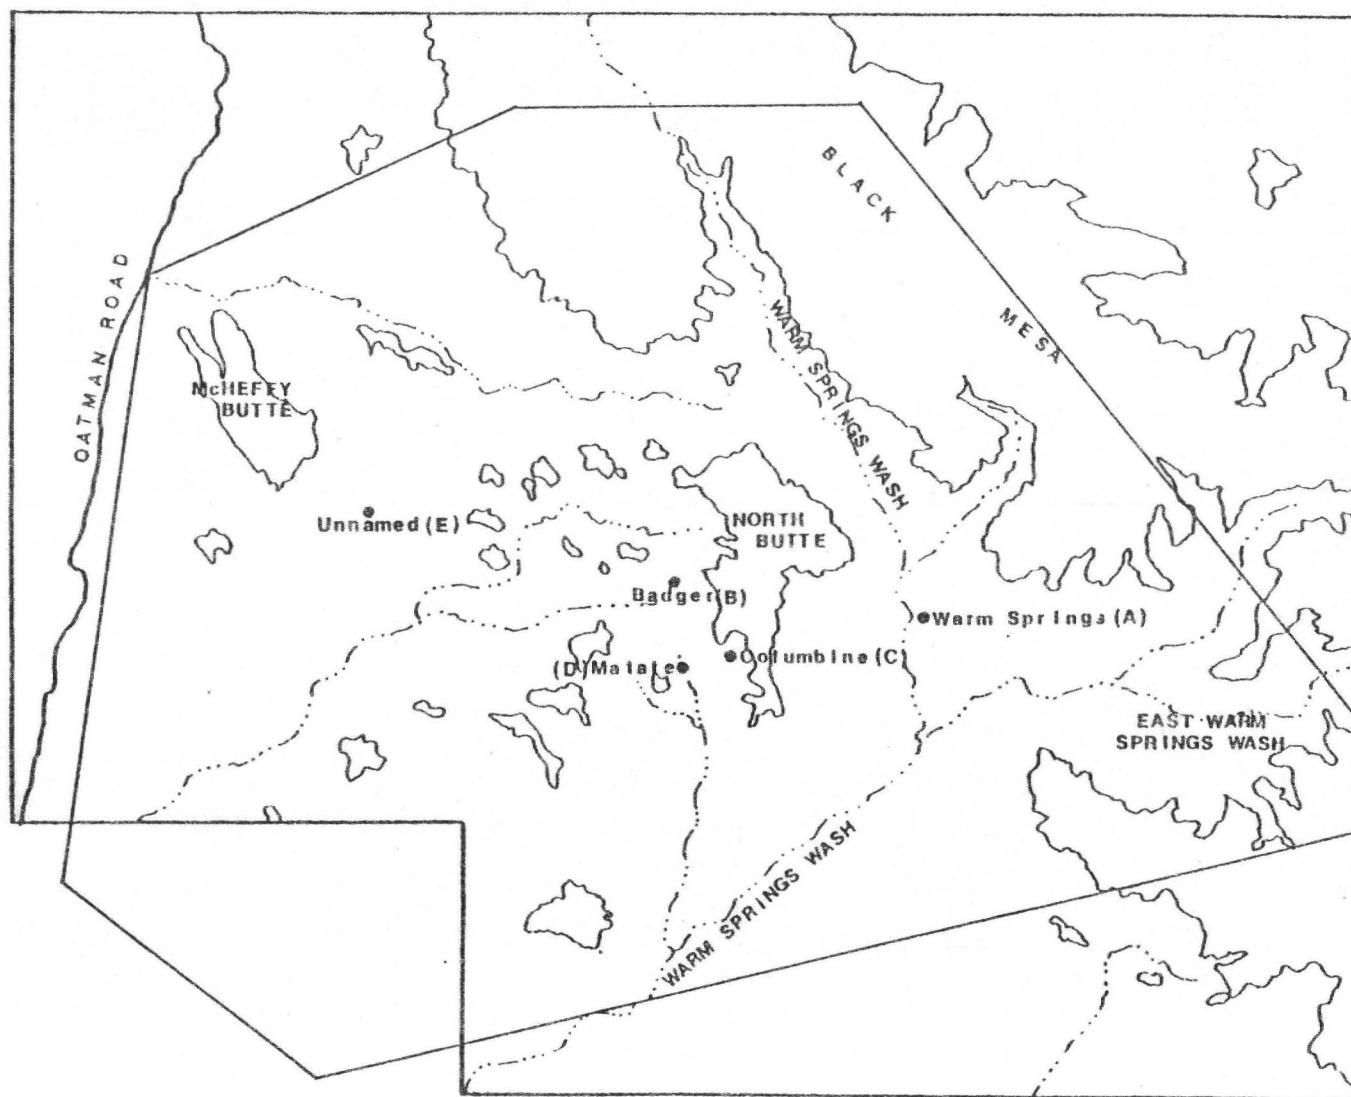 BLACK
MESA
OATMAN ROAD
WARM SPRINGS WASH
McHEFFY
BUTTE
Unnamed (E)
NORTH
BUTTE
Badger (B)
Warm Springs (A)
(D) Matate
Columbine (C)
EAST WARM
SPRINGS WASH
WARM SPRINGS WASH